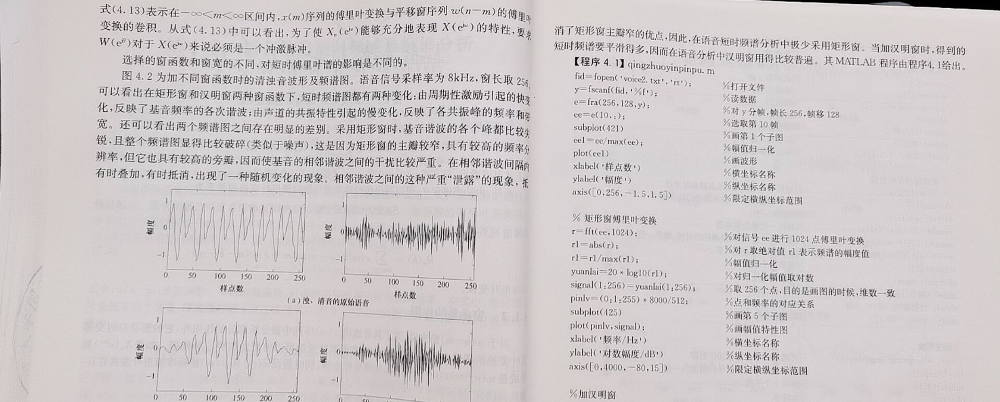 式(4.13)表示在-∞<m<∞区间内,x(m)序列的傅里叶变换与平移窗序列 w(n-m)的傅里叶
变换的卷积。从式(4.13)中可以看出,为了使 Xₙ(e^jω)能够充分地表现 X(e^jω)的特性,要求
W(e^jθ)对于 X(e^jω)来说必须是一个冲激脉冲。
选择的窗函数和窗宽的不同,对短时傅里叶谱的影响是不同的。
图 4.2 为加不同窗函数时的清浊音波形及频谱图。语音信号采样率为 8kHz,窗长取 256,
可以看出在矩形窗和汉明窗两种窗函数下,短时频谱图都有两种变化:由周期性激励引起的快变
化,反映了基音频率的各次谐波;由声道的共振特性引起的慢变化,反映了各共振峰的频率和带
宽。还可以看出两个频谱图之间存在明显的差别。采用矩形窗时,基音谐波的各个峰都比较尖
锐,且整个频谱图显得比较破碎(类似于噪声),这是因为矩形窗的主瓣较窄,具有较高的频率分
辨率,但它也具有较高的旁瓣,因而使基音的相邻谐波之间的干扰比较严重。在相邻谐波间隔内
有时叠加,有时抵消,出现了一种随机变化的现象。相邻谐波之间的这种严重“泄露”的现象,抵
幅度
1
0
-1
0 50 100 150 200 250
样点数
幅度
1
0
-1
0 50 100 150 200 250
样点数
(a) 浊、清音的原始语音
幅度
1
0
-1
0 50 100 150 200 250
幅度
1
0
-1
0 50
消了矩形窗主瓣窄的优点,因此,在语音短时频谱分析中极少采用矩形窗。当加汉明窗时,得到的
短时频谱要平滑得多,因而在语音分析中汉明窗用得比较普遍。其 MATLAB 程序由程序4.1给出。
【程序 4.1】qingzhuoyinpinpu.m
fid=fopen('voice2.txt','rt'); %打开文件
y=fscanf(fid,'%f'); %读数据
e=fra(256,128,y); %对 y 分帧,帧长 256,帧移 128
ee=e(10,:); %选取第 10 帧
subplot(421) %画第 1 个子图
ee1=ee/max(ee); %幅值归一化
plot(ee1) %画波形
xlabel('样点数') %横坐标名称
ylabel('幅度') %纵坐标名称
axis([0,256,-1.5,1.5]) %限定横纵坐标范围
% 矩形窗傅里叶变换
r=fft(ee,1024); %对信号 ee 进行 1024 点傅里叶变换
r1=abs(r); %对 r 取绝对值 r1 表示频谱的幅度值
r1=r1/max(r1); %幅值归一化
yuanlai=20*log10(r1); %对归一化幅值取对数
signal(1:256)=yuanlai(1:256); %取 256 个点,目的是画图的时候,维数一致
pinlv=(0:1:255)*8000/512; %点和频率的对应关系
subplot(425) %画第 5 个子图
plot(pinlv,signal); %画幅值特性图
xlabel('频率/Hz') %横坐标名称
ylabel('对数幅度/dB') %纵坐标名称
axis([0,4000,-80,15]) %限定横纵坐标范围
%加汉明窗